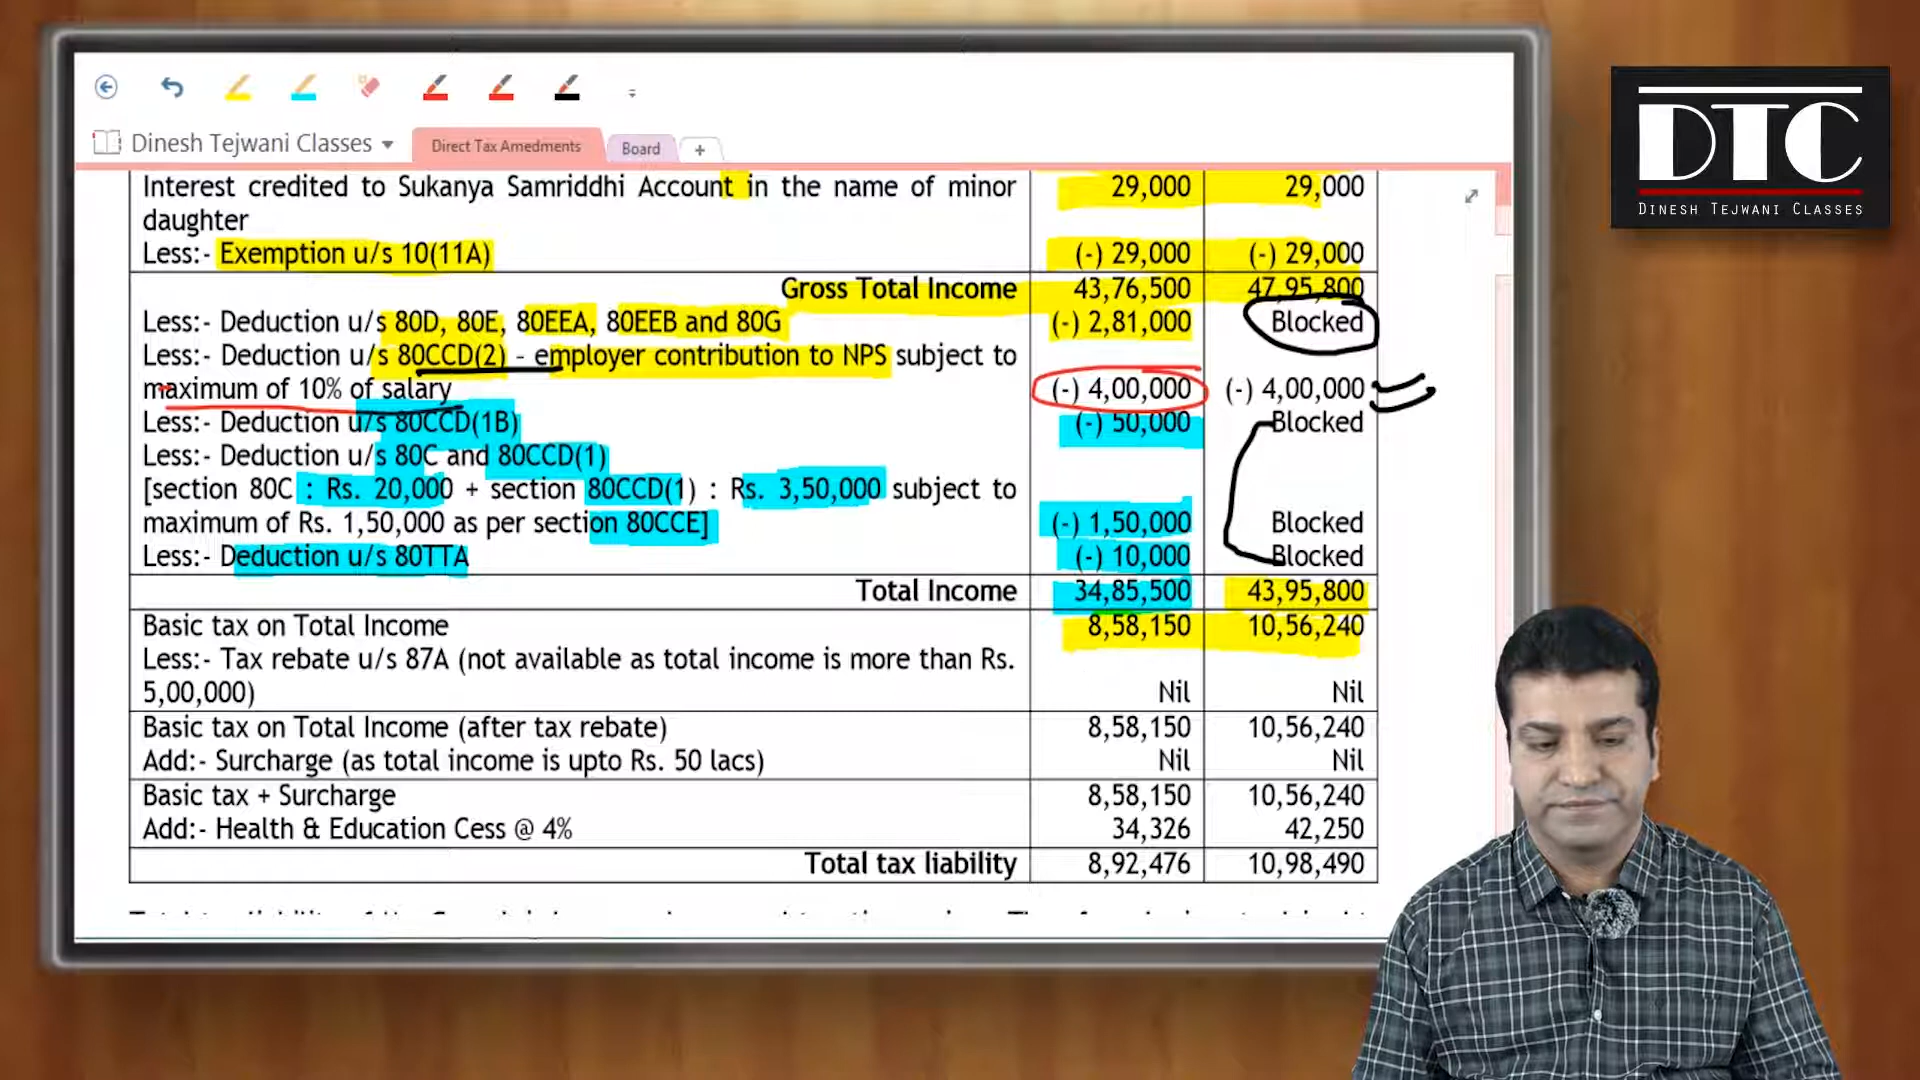 DTC
DINESH TEJWANI CLASSES
Dinesh Tejwani Classes
Direct Tax Amedments
Board
+
Interest credited to Sukanya Samriddhi Account in the name of minor 29,000 29,000
daughter
Less:- Exemption u/s 10(11A) (-) 29,000 (-) 29,000
Gross Total Income 43,76,500 47,95,800
Less:- Deduction u/s 80D, 80E, 80EEA, 80EEB and 80G (-) 2,81,000 Blocked
Less:- Deduction u/s 80CCD(2) - employer contribution to NPS subject to
maximum of 10% of salary (-) 4,00,000 (-) 4,00,000
Less:- Deduction u/s 80CCD(1B) (-) 50,000 Blocked
Less:- Deduction u/s 80C and 80CCD(1)
[section 80C : Rs. 20,000 + section 80CCD(1) : Rs. 3,50,000 subject to
maximum of Rs. 1,50,000 as per section 80CCE] (-) 1,50,000 Blocked
Less:- Deduction u/s 80TTA (-) 10,000 Blocked
Total Income 34,85,500 43,95,800
Basic tax on Total Income 8,58,150 10,56,240
Less:- Tax rebate u/s 87A (not available as total income is more than Rs.
5,00,000) Nil Nil
Basic tax on Total Income (after tax rebate) 8,58,150 10,56,240
Add:- Surcharge (as total income is upto Rs. 50 lacs) Nil Nil
Basic tax + Surcharge 8,58,150 10,56,240
Add:- Health & Education Cess @ 4% 34,326 42,250
Total tax liability 8,92,476 10,98,490